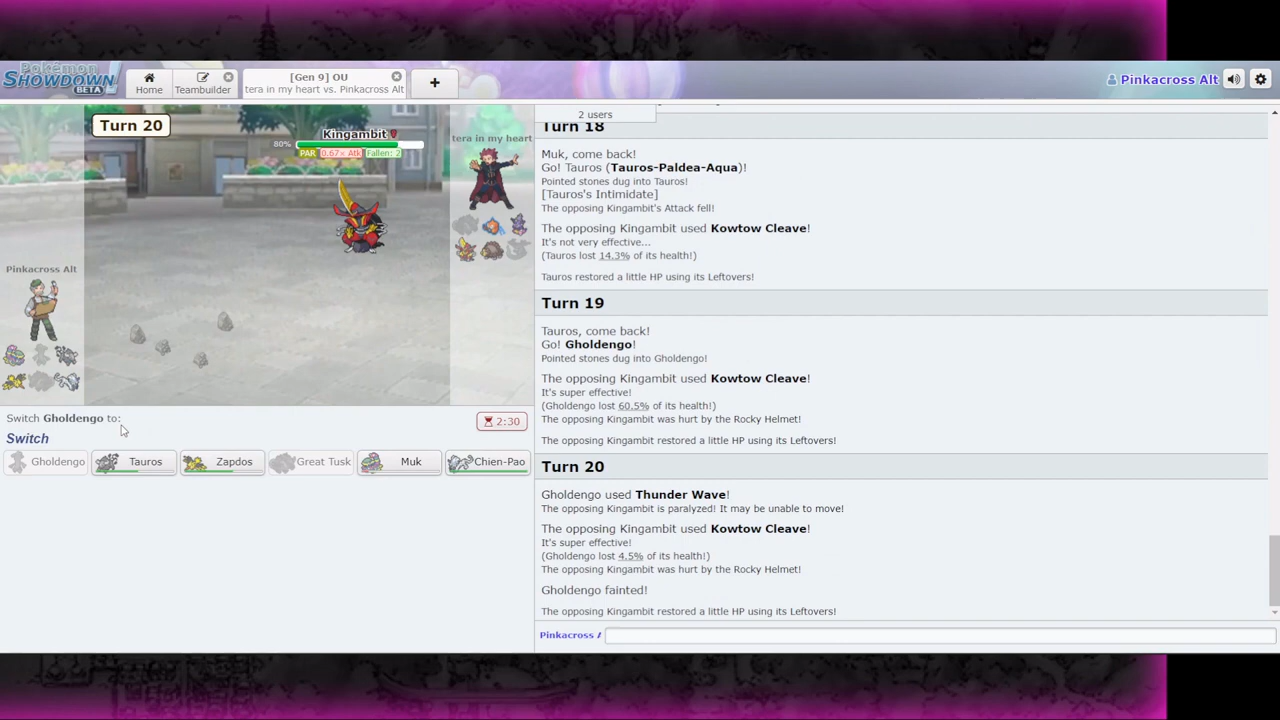 Pokémon
SHOWDOWN
BETA
Home
Teambuilder
[Gen 9] OU
tera in my heart vs. Pinkacross Alt
+
Pinkacross Alt
Turn 20
Kingambit
80%
PAR 0.67× Atk Fallen: 2
tera in my heart
Pinkacross Alt
Switch Gholdengo to:
2:30
Switch
Gholdengo
Tauros
Zapdos
Great Tusk
Muk
Chien-Pao
2 users
Turn 18
Muk, come back!
Go! Tauros (Tauros-Paldea-Aqua)!
Pointed stones dug into Tauros!
[Tauros's Intimidate]
The opposing Kingambit's Attack fell!
The opposing Kingambit used Kowtow Cleave!
It's not very effective...
(Tauros lost 14.3% of its health!)
Tauros restored a little HP using its Leftovers!
Turn 19
Tauros, come back!
Go! Gholdengo!
Pointed stones dug into Gholdengo!
The opposing Kingambit used Kowtow Cleave!
It's super effective!
(Gholdengo lost 60.5% of its health!)
The opposing Kingambit was hurt by the Rocky Helmet!
The opposing Kingambit restored a little HP using its Leftovers!
Turn 20
Gholdengo used Thunder Wave!
The opposing Kingambit is paralyzed! It may be unable to move!
The opposing Kingambit used Kowtow Cleave!
It's super effective!
(Gholdengo lost 4.5% of its health!)
The opposing Kingambit was hurt by the Rocky Helmet!
Gholdengo fainted!
The opposing Kingambit restored a little HP using its Leftovers!
Pinkacross A